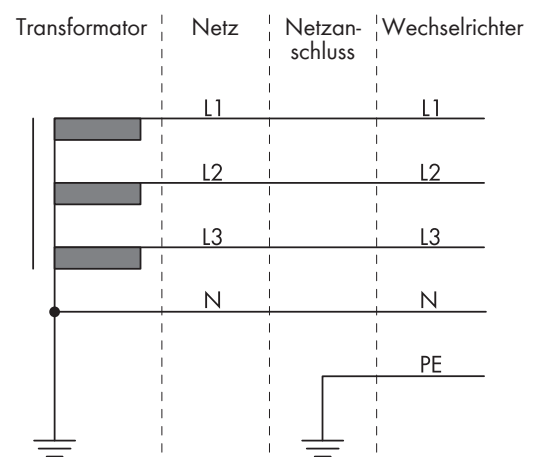 Transformator
Netz
Netzan-
schluss
Wechselrichter
L1
L1
L2
L2
L3
L3
N
N
PE